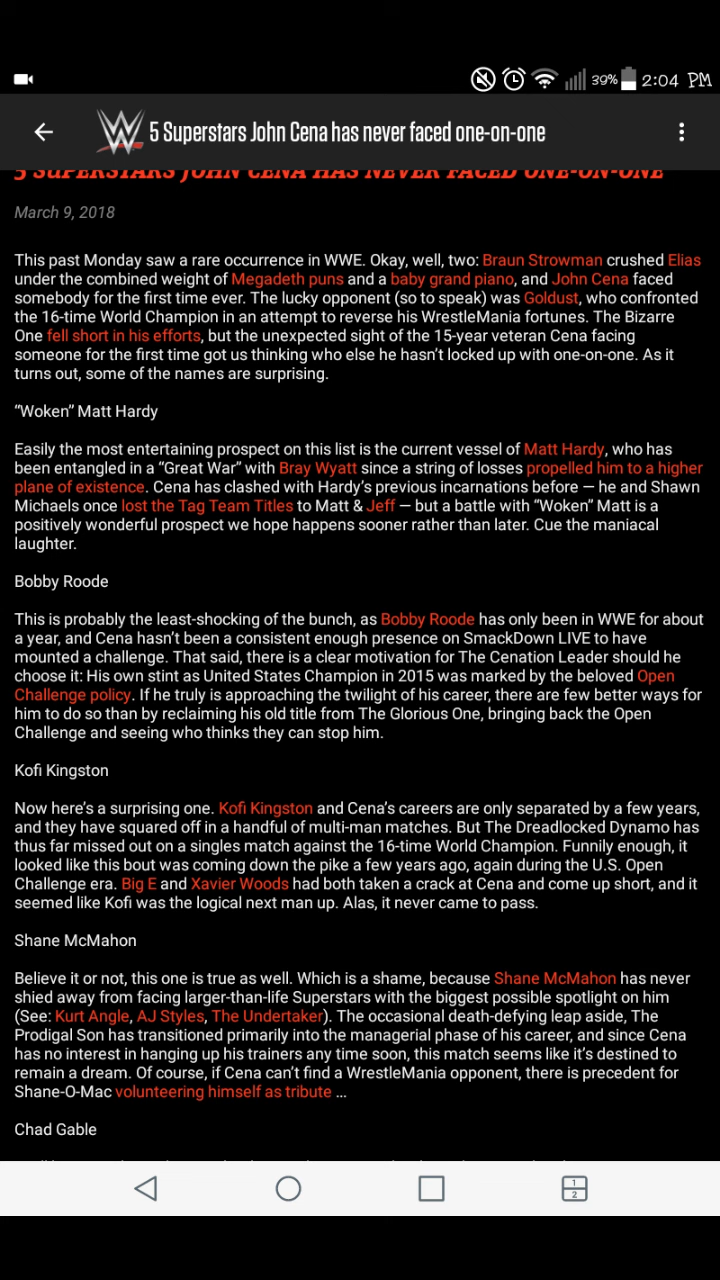 39% 2:04 PM
5 Superstars John Cena has never faced one-on-one
5 SUPERSTARS JOHN CENA HAS NEVER FACED ONE-ON-ONE
March 9, 2018
This past Monday saw a rare occurrence in WWE. Okay, well, two: Braun Strowman crushed Elias
under the combined weight of Megadeth puns and a baby grand piano, and John Cena faced
somebody for the first time ever. The lucky opponent (so to speak) was Goldust, who confronted
the 16-time World Champion in an attempt to reverse his WrestleMania fortunes. The Bizarre
One fell short in his efforts, but the unexpected sight of the 15-year veteran Cena facing
someone for the first time got us thinking who else he hasn’t locked up with one-on-one. As it
turns out, some of the names are surprising.
“Woken” Matt Hardy
Easily the most entertaining prospect on this list is the current vessel of Matt Hardy, who has
been entangled in a “Great War” with Bray Wyatt since a string of losses propelled him to a higher
plane of existence. Cena has clashed with Hardy’s previous incarnations before — he and Shawn
Michaels once lost the Tag Team Titles to Matt & Jeff — but a battle with “Woken” Matt is a
positively wonderful prospect we hope happens sooner rather than later. Cue the maniacal
laughter.
Bobby Roode
This is probably the least-shocking of the bunch, as Bobby Roode has only been in WWE for about
a year, and Cena hasn’t been a consistent enough presence on SmackDown LIVE to have
mounted a challenge. That said, there is a clear motivation for The Cenation Leader should he
choose it: His own stint as United States Champion in 2015 was marked by the beloved Open
Challenge policy. If he truly is approaching the twilight of his career, there are few better ways for
him to do so than by reclaiming his old title from The Glorious One, bringing back the Open
Challenge and seeing who thinks they can stop him.
Kofi Kingston
Now here’s a surprising one. Kofi Kingston and Cena’s careers are only separated by a few years,
and they have squared off in a handful of multi-man matches. But The Dreadlocked Dynamo has
thus far missed out on a singles match against the 16-time World Champion. Funnily enough, it
looked like this bout was coming down the pike a few years ago, again during the U.S. Open
Challenge era. Big E and Xavier Woods had both taken a crack at Cena and come up short, and it
seemed like Kofi was the logical next man up. Alas, it never came to pass.
Shane McMahon
Believe it or not, this one is true as well. Which is a shame, because Shane McMahon has never
shied away from facing larger-than-life Superstars with the biggest possible spotlight on him
(See: Kurt Angle, AJ Styles, The Undertaker). The occasional death-defying leap aside, The
Prodigal Son has transitioned primarily into the managerial phase of his career, and since Cena
has no interest in hanging up his trainers any time soon, this match seems like it’s destined to
remain a dream. Of course, if Cena can’t find a WrestleMania opponent, there is precedent for
Shane-O-Mac volunteering himself as tribute ...
Chad Gable
1
2